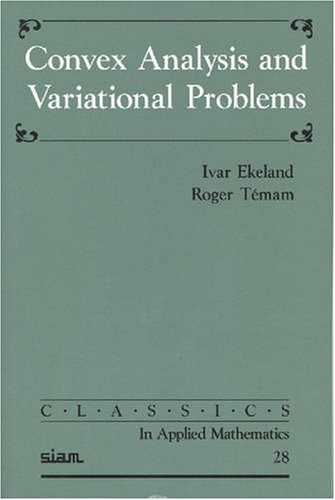 Convex Analysis and
Variational Problems
Ivar Ekeland
Roger Témam
C·L·A·S·S·I·C·S
In Applied Mathematics
siam 28